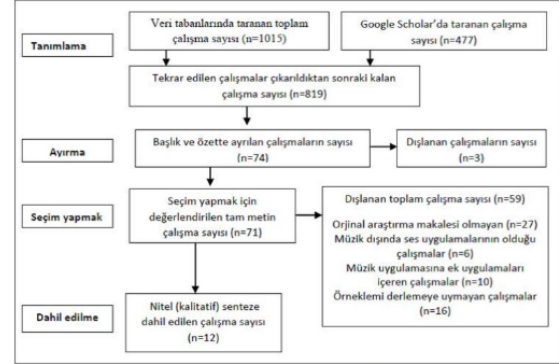 Tanımlama
Veri tabanlarında taranan toplam
çalışma sayısı (n=1015)
Google Scholar'da taranan çalışma
sayısı (n=477)
Tekrar edilen çalışmalar çıkarıldıktan sonraki kalan
çalışma sayısı (n=819)
Ayırma
Başlık ve özette ayrılan çalışmaların sayısı
(n=74)
Dışlanan çalışmaların sayısı
(n=3)
Seçim yapmak
Seçim yapmak için
değerlendirilen tam metin
çalışma sayısı (n=71)
Dışlanan toplam çalışma sayısı (n=59)
Orjinal araştırma makalesi olmayan (n=27)
Müzik dışında ses uygulamalarının olduğu
çalışmalar (n=6)
Müzik uygulamasına ek uygulamaları
içeren çalışmalar (n=10)
Örneklemi derlemeye uymayan çalışmalar
(n=16)
Dahil edilme
Nitel (kalitatif) senteze
dahil edilen çalışma sayısı
(n=12)